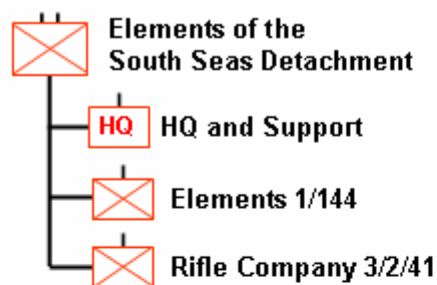 Elements of the
South Seas Detachment
HQ HQ and Support
Elements 1/144
Rifle Company 3/2/41